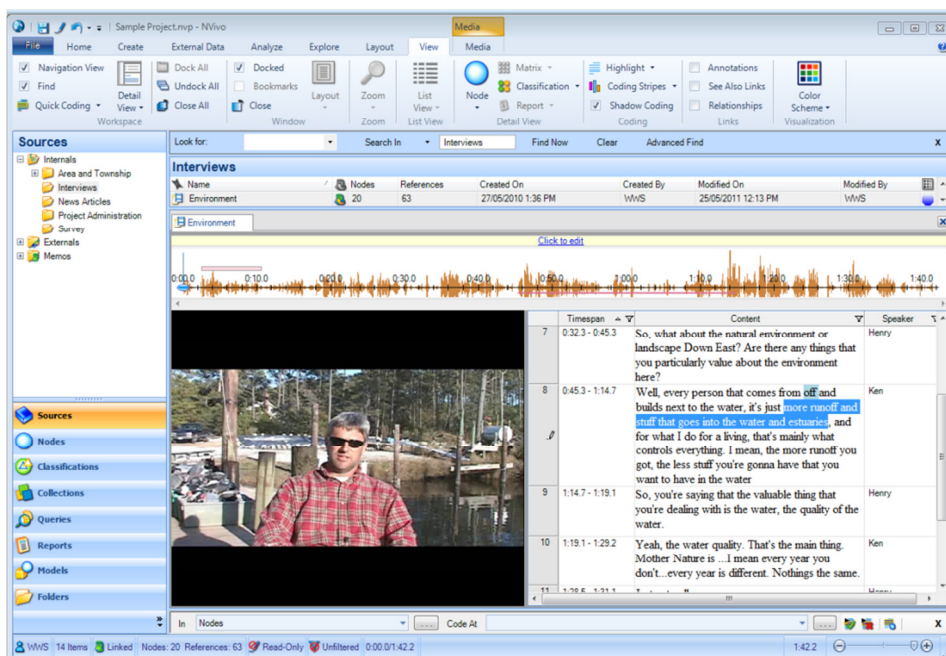 Sample Project.nvp - NVivo
Media
File Home Create External Data Analyze Explore Layout View Media
Navigation View
Find
Quick Coding
Detail View
Workspace
Dock All
Undock All
Close All
Docked
Bookmarks
Close
Layout
Window
Zoom
Zoom
List View
List View
Node
Matrix
Classification
Report
Detail View
Highlight
Coding Stripes
Shadow Coding
Coding
Annotations
See Also Links
Relationships
Links
Color Scheme
Visualization
Sources
Internals
Area and Township
Interviews
News Articles
Project Administration
Survey
Externals
Memos
Look for: Search In Interviews Find Now Clear Advanced Find x
Interviews
Name Nodes References Created On Created By Modified On Modified By
Environment 20 63 27/05/2010 1:36 PM WWS 25/05/2011 12:13 PM WWS
Environment
Click to edit
0:00.0 0:10.0 0:20.0 0:30.0 0:40.0 0:50.0 1:00.0 1:10.0 1:20.0 1:30.0 1:40.0
Timespan Content Speaker
7 0:32.3 - 0:45.3 So, what about the natural environment or Henry
landscape Down East? Are there any things that
you particularly value about the environment
here?
8 0:45.3 - 1:14.7 Well, every person that comes from off and Ken
builds next to the water, it's just more runoff and
stuff that goes into the water and estuaries, and
for what I do for a living, that's mainly what
controls everything. I mean, the more runoff you
got, the less stuff you're gonna have that you
want to have in the water
9 1:14.7 - 1:19.1 So, you're saying that the valuable thing that Henry
you're dealing with is the water, the quality of the
water.
10 1:19.1 - 1:29.2 Yeah, the water quality. That's the main thing. Ken
Mother Nature is ...I mean every year you
don't...every year is different. Nothings the same.
Sources
Nodes
Classifications
Collections
Queries
Reports
Models
Folders
In Nodes ... Code At ... x
WWS 14 Items Linked Nodes: 20 References: 63 Read-Only Unfiltered 0:00.0/1:42.2 1:42.2